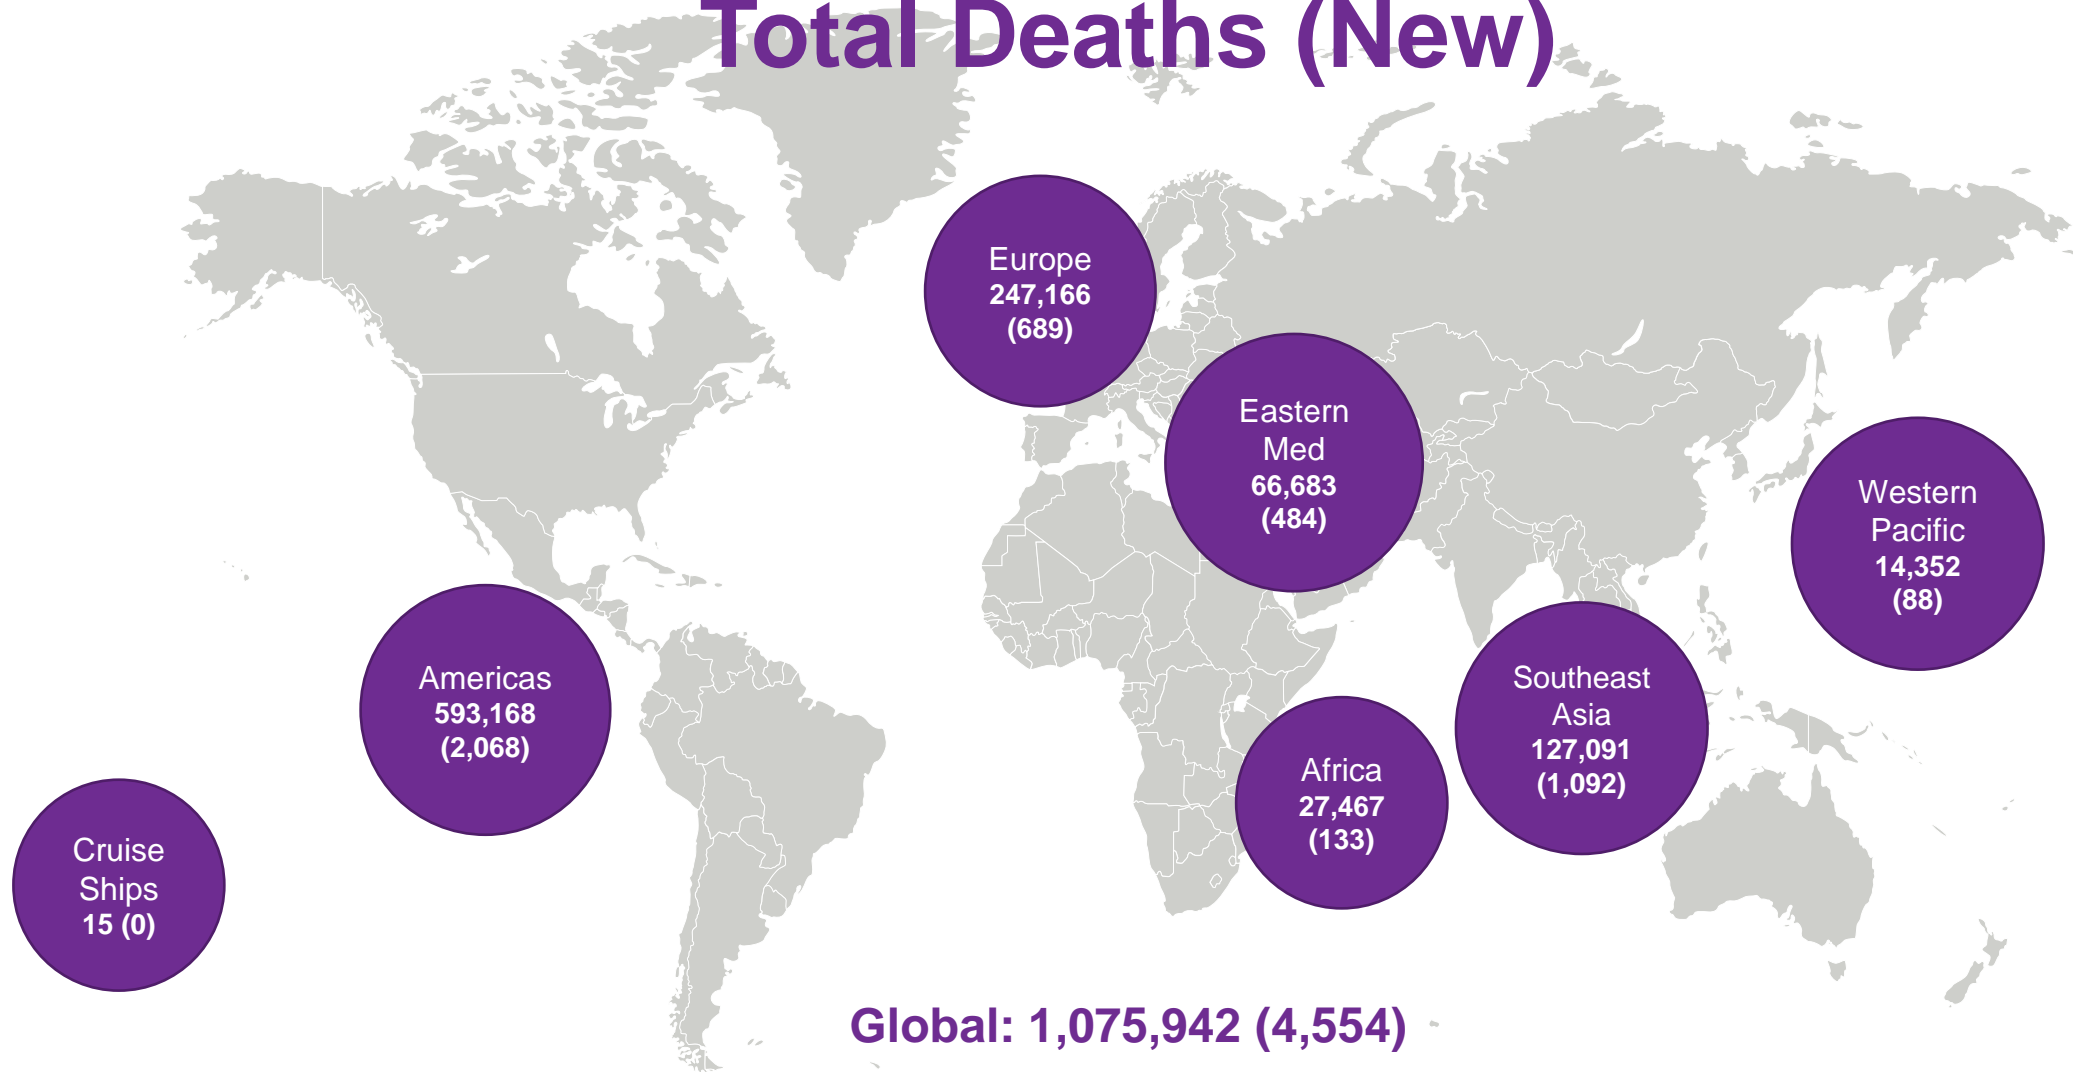 Total Deaths (New)
Europe
247,166
(689)
Eastern
Med
66,683
(484)
Western
Pacific
14,352
(88)
Americas
593,168
(2,068)
Southeast
Asia
127,091
(1,092)
Africa
27,467
(133)
Cruise
Ships
15 (0)
Global: 1,075,942 (4,554)